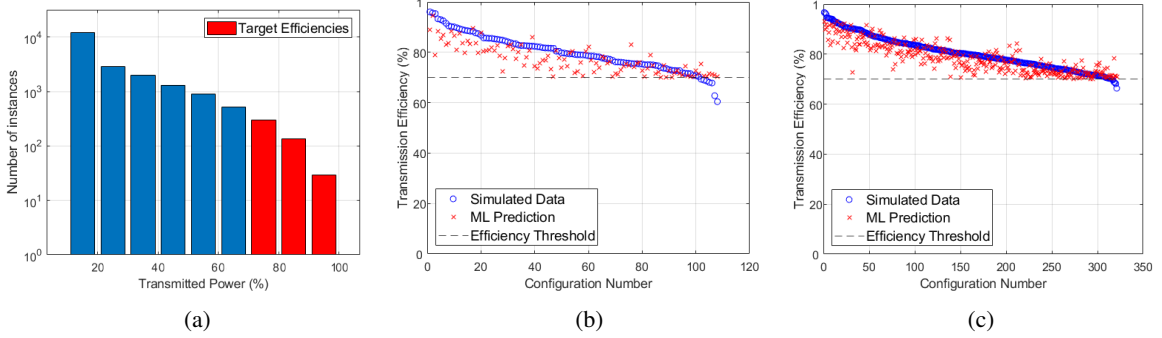 Target Efficiencies
10^4
10^3
10^2
10^1
10^0
Number of instances
20 40 60 80 100
Transmitted Power (%)
(a)
1
80
60
40
20
0
Transmission Efficiency (%)
Simulated Data
ML Prediction
Efficiency Threshold
0 20 40 60 80 100 120
Configuration Number
(b)
1
80
60
40
20
0
Transmission Efficiency (%)
Simulated Data
ML Prediction
Efficiency Threshold
0 50 100 150 200 250 300 350
Configuration Number
(c)